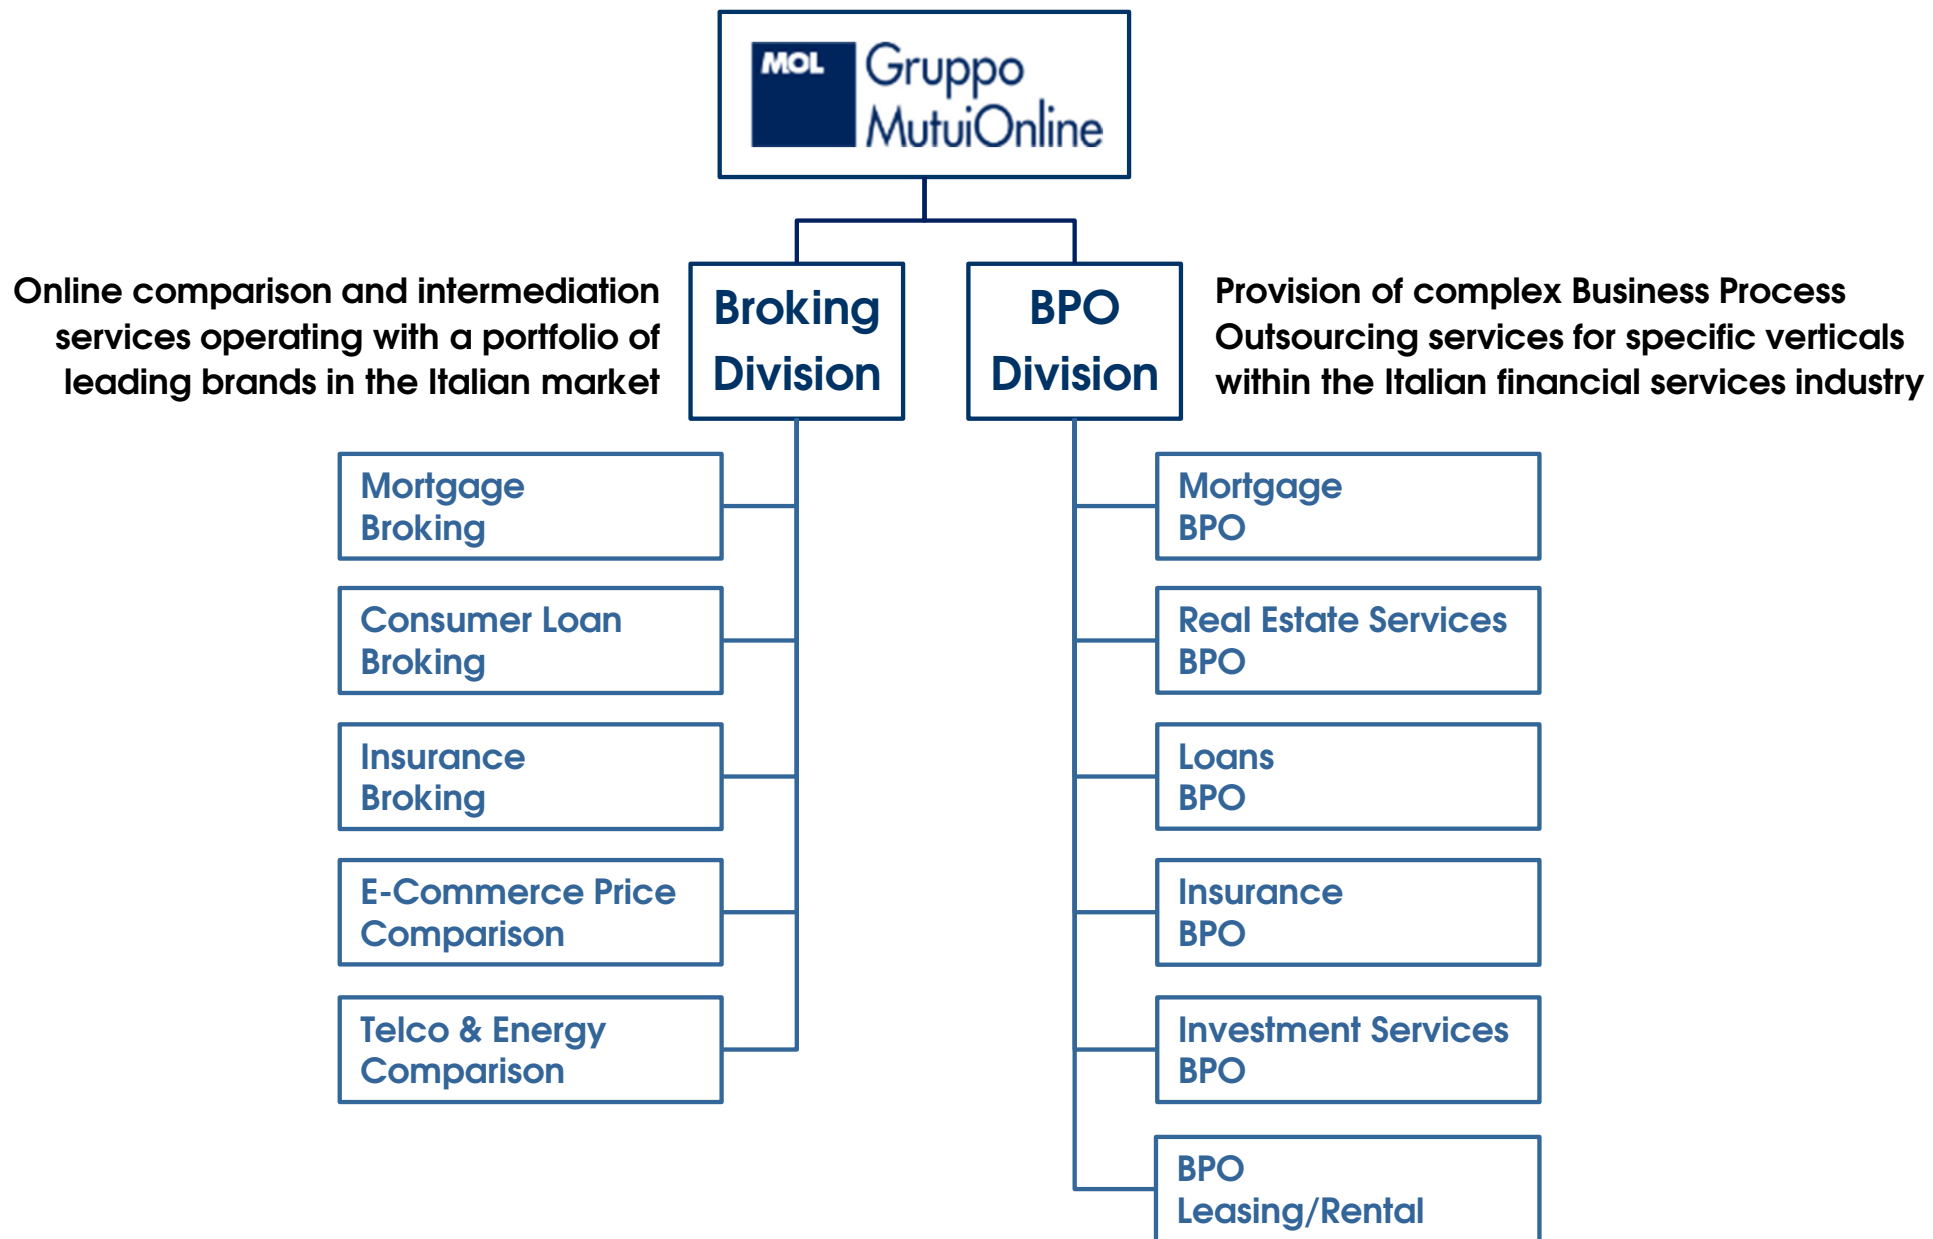 MOL
Gruppo
MutuiOnline
Online comparison and intermediation
services operating with a portfolio of
leading brands in the Italian market
Broking
Division
BPO
Division
Provision of complex Business Process
Outsourcing services for specific verticals
within the Italian financial services industry
Mortgage
Broking
Consumer Loan
Broking
Insurance
Broking
E-Commerce Price
Comparison
Telco & Energy
Comparison
Mortgage
BPO
Real Estate Services
BPO
Loans
BPO
Insurance
BPO
Investment Services
BPO
BPO
Leasing/Rental